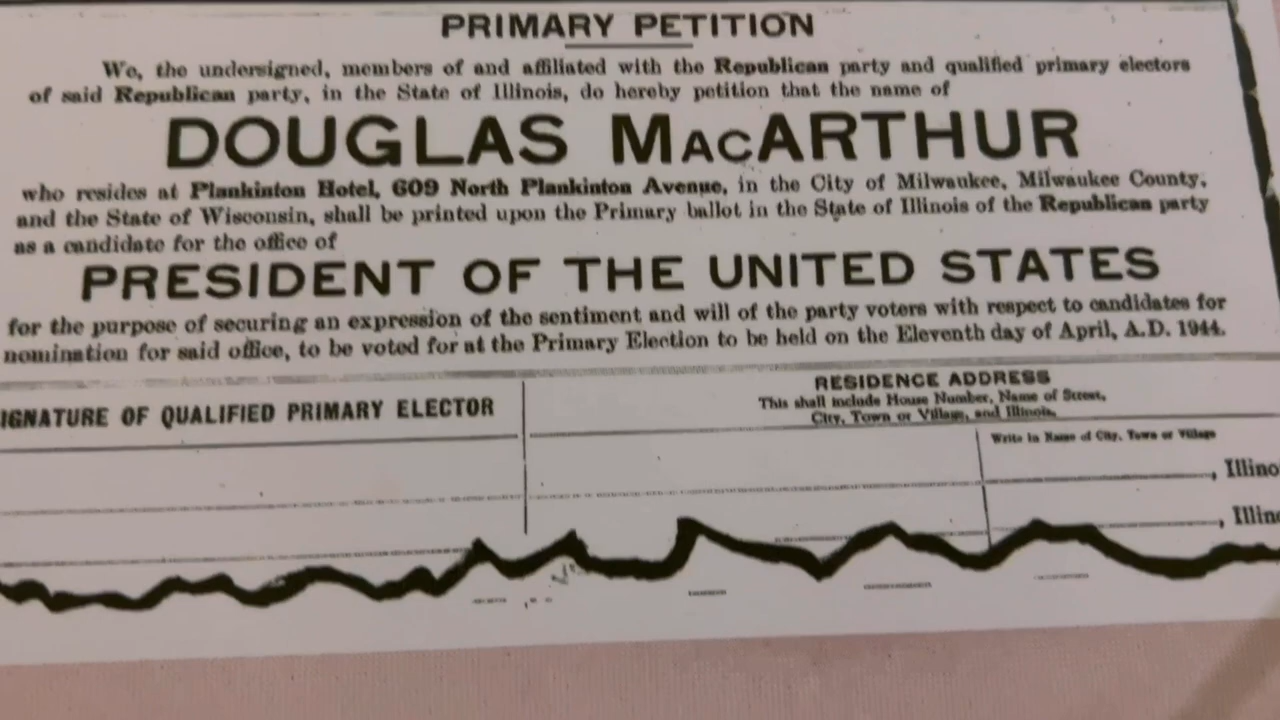 PRIMARY PETITION
We, the undersigned, members of and affiliated with the Republican party and qualified primary electors
of said Republican party, in the State of Illinois, do hereby petition that the name of
DOUGLAS MACARTHUR
who resides at Plankinton Hotel, 609 North Plankinton Avenue, in the City of Milwaukee, Milwaukee County,
and the State of Wisconsin, shall be printed upon the Primary ballot in the State of Illinois of the Republican party
as a candidate for the office of
PRESIDENT OF THE UNITED STATES
for the purpose of securing an expression of the sentiment and will of the party voters with respect to candidates for
nomination for said office, to be voted for at the Primary Election to be held on the Eleventh day of April, A.D. 1944.
IGNATURE OF QUALIFIED PRIMARY ELECTOR
RESIDENCE ADDRESS
This shall include House Number, Name of Street,
City, Town or Village, and Illinois.
Write in Name of City, Town or Village
, Illino
, Illino